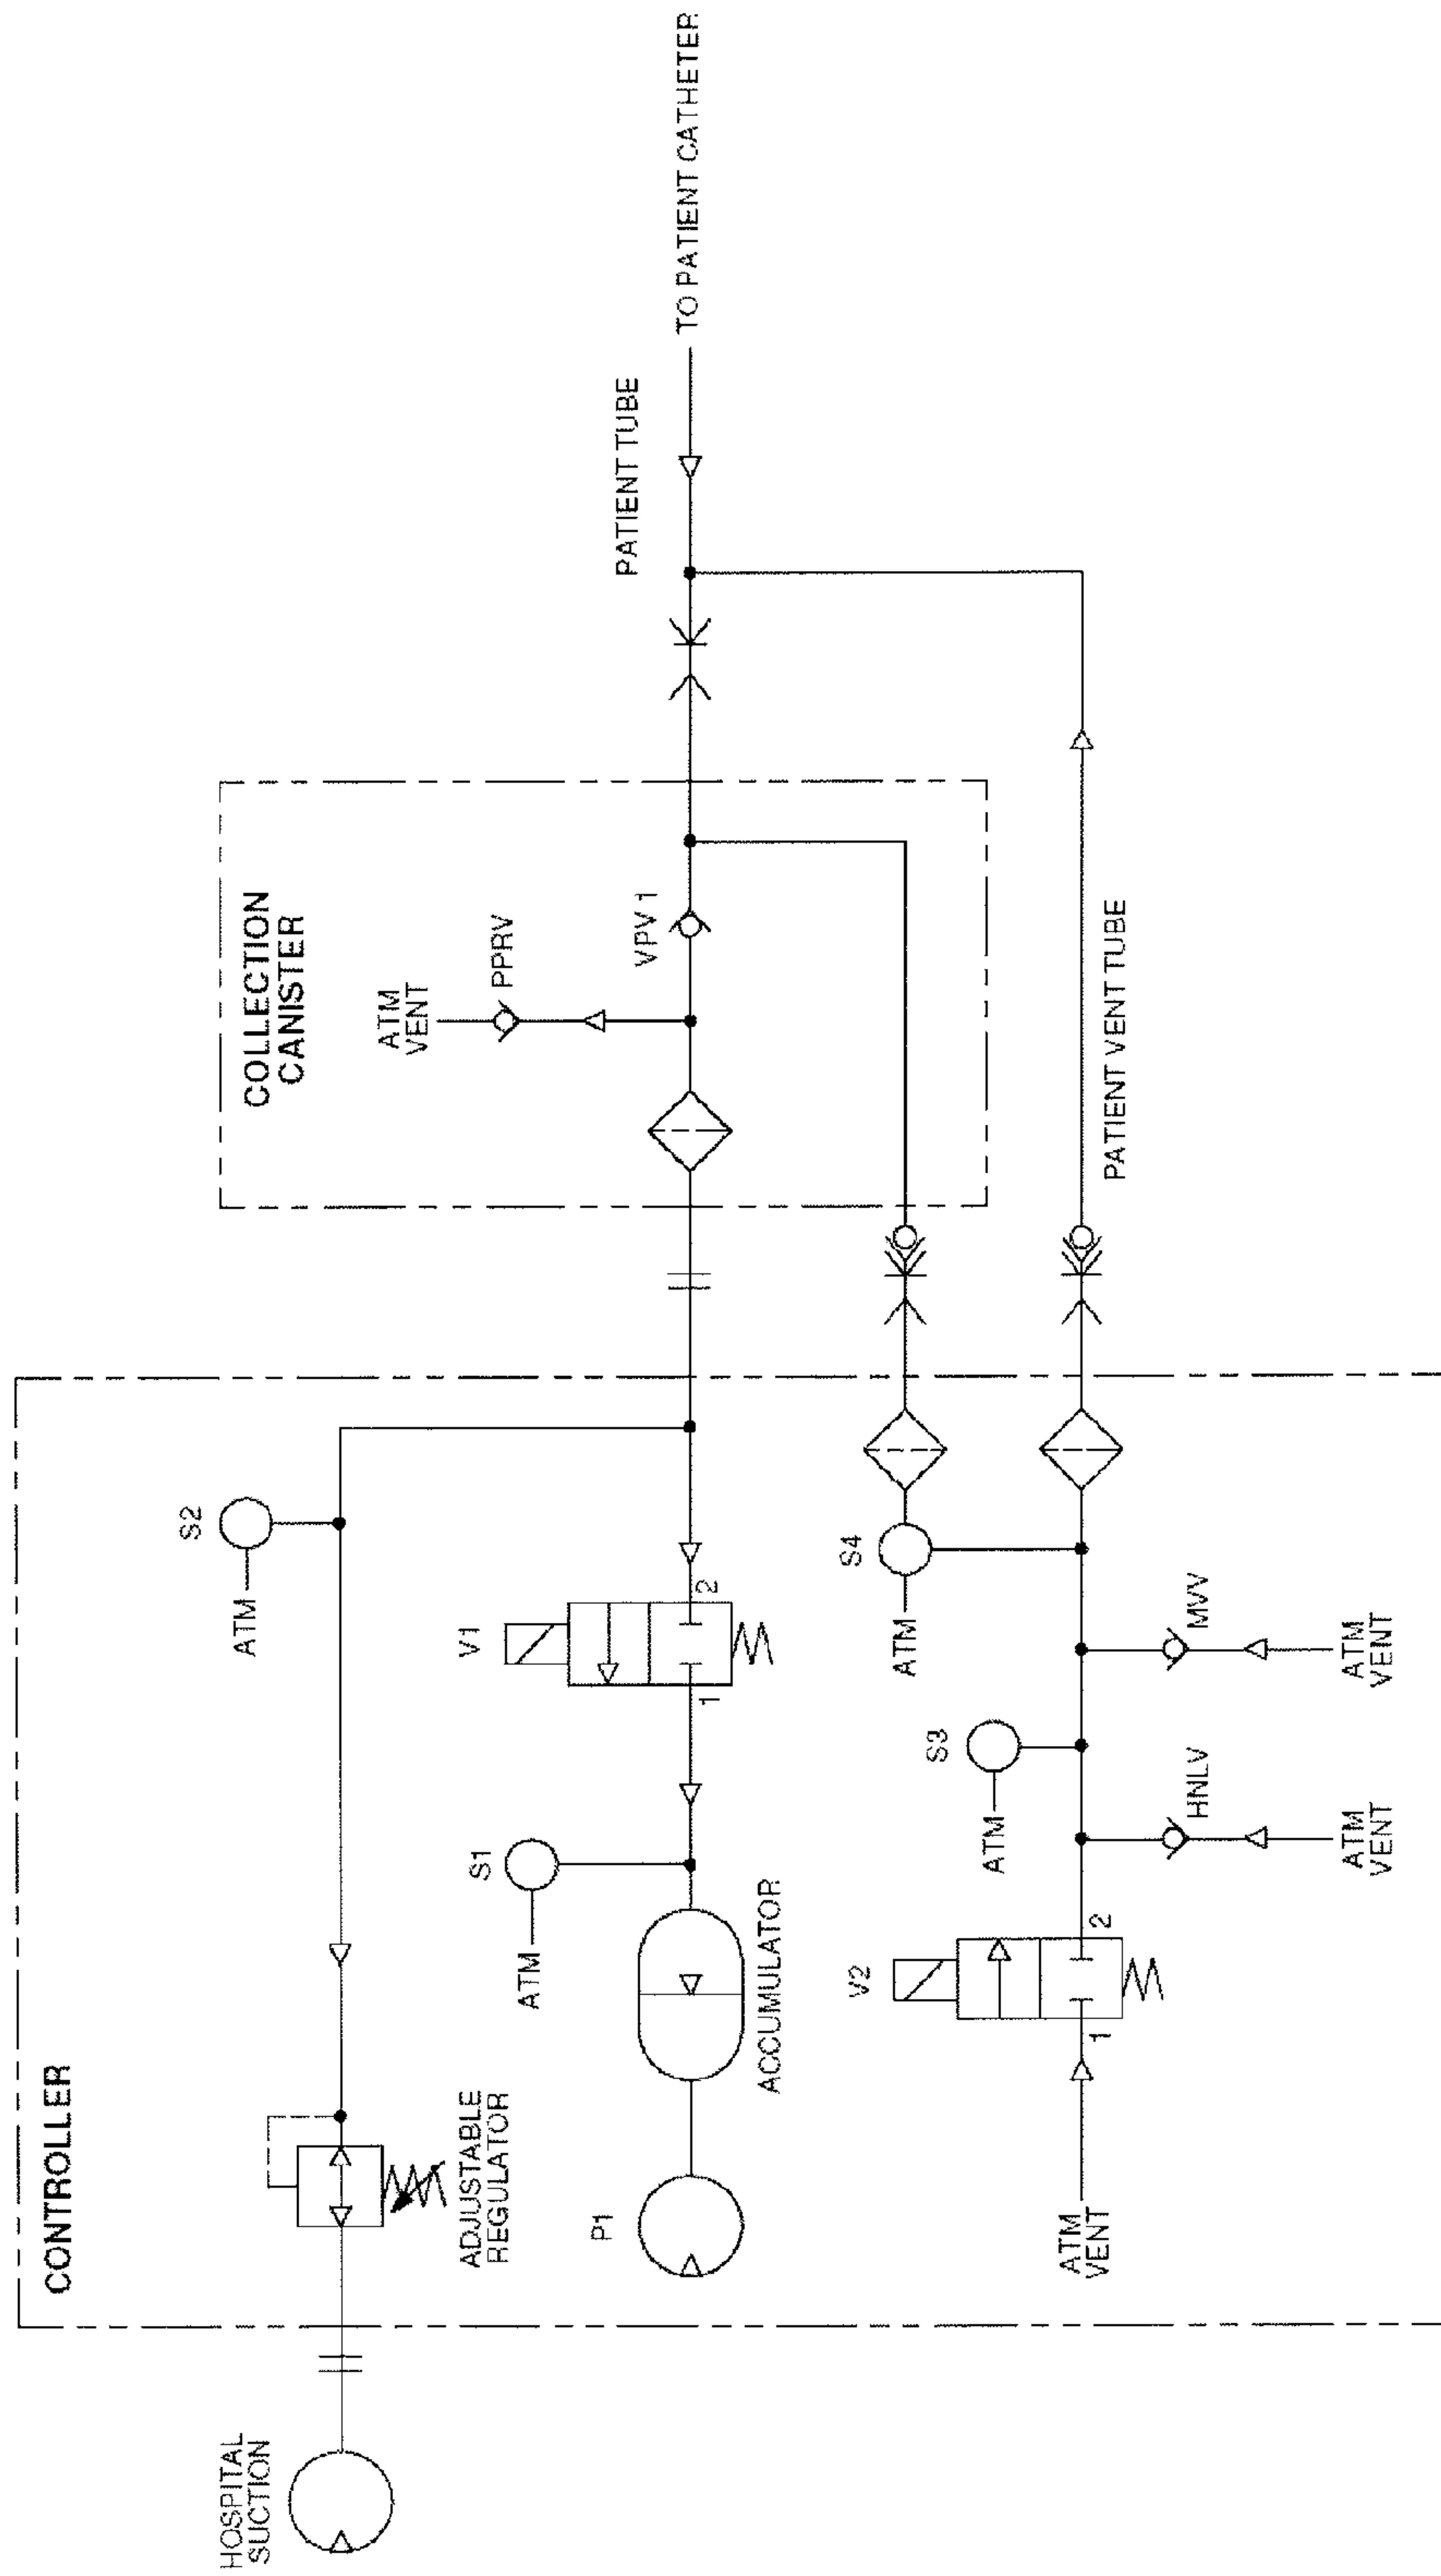 CONTROLLER
HOSPITAL
SUCTION
ADJUSTABLE
REGULATOR
ATM
S2
COLLECTION
CANISTER
ATM
VENT
PPRV
VPV 1
P1
ACCUMULATOR
ATM
S1
V1
1
2
PATIENT TUBE
TO PATIENT CATHETER
ATM
S4
V2
1
2
ATM
VENT
ATM
S3
HNLV
ATM
VENT
MVV
ATM
VENT
PATIENT VENT TUBE